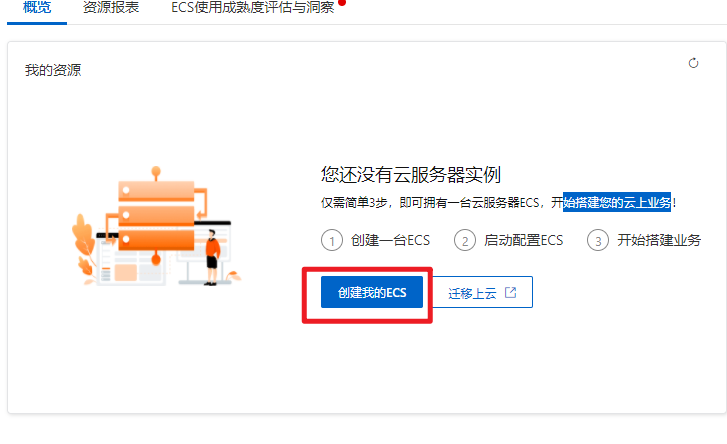 概览 资源报表 ECS使用成熟度评估与洞察
我的资源
您还没有云服务器实例
仅需简单3步，即可拥有一台云服务器ECS，开始搭建您的云上业务！
1 创建一台ECS 2 启动配置ECS 3 开始搭建业务
创建我的ECS 迁移上云